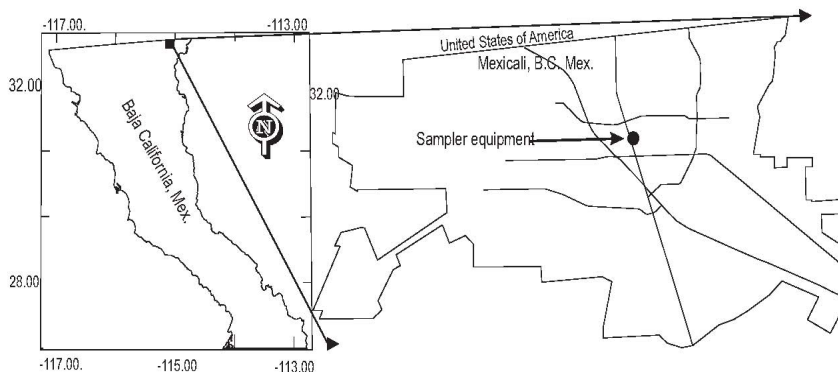 -117.00.
-113.00
United States of America
Mexicali, B.C. Mex.
32.00
32.00
N
Baja California, Mex.
Sampler equipment
28.00
-117.00.
-115.00
-113.00